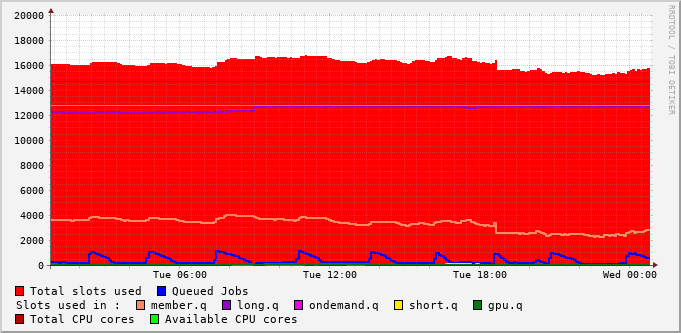 RRDTOOL / TOBI OETIKER
20000
18000
16000
14000
12000
10000
8000
6000
4000
2000
0
Tue 06:00 Tue 12:00 Tue 18:00 Wed 00:00
Total slots used Queued Jobs
Slots used in : member.q long.q ondemand.q short.q gpu.q
Total CPU cores Available CPU cores